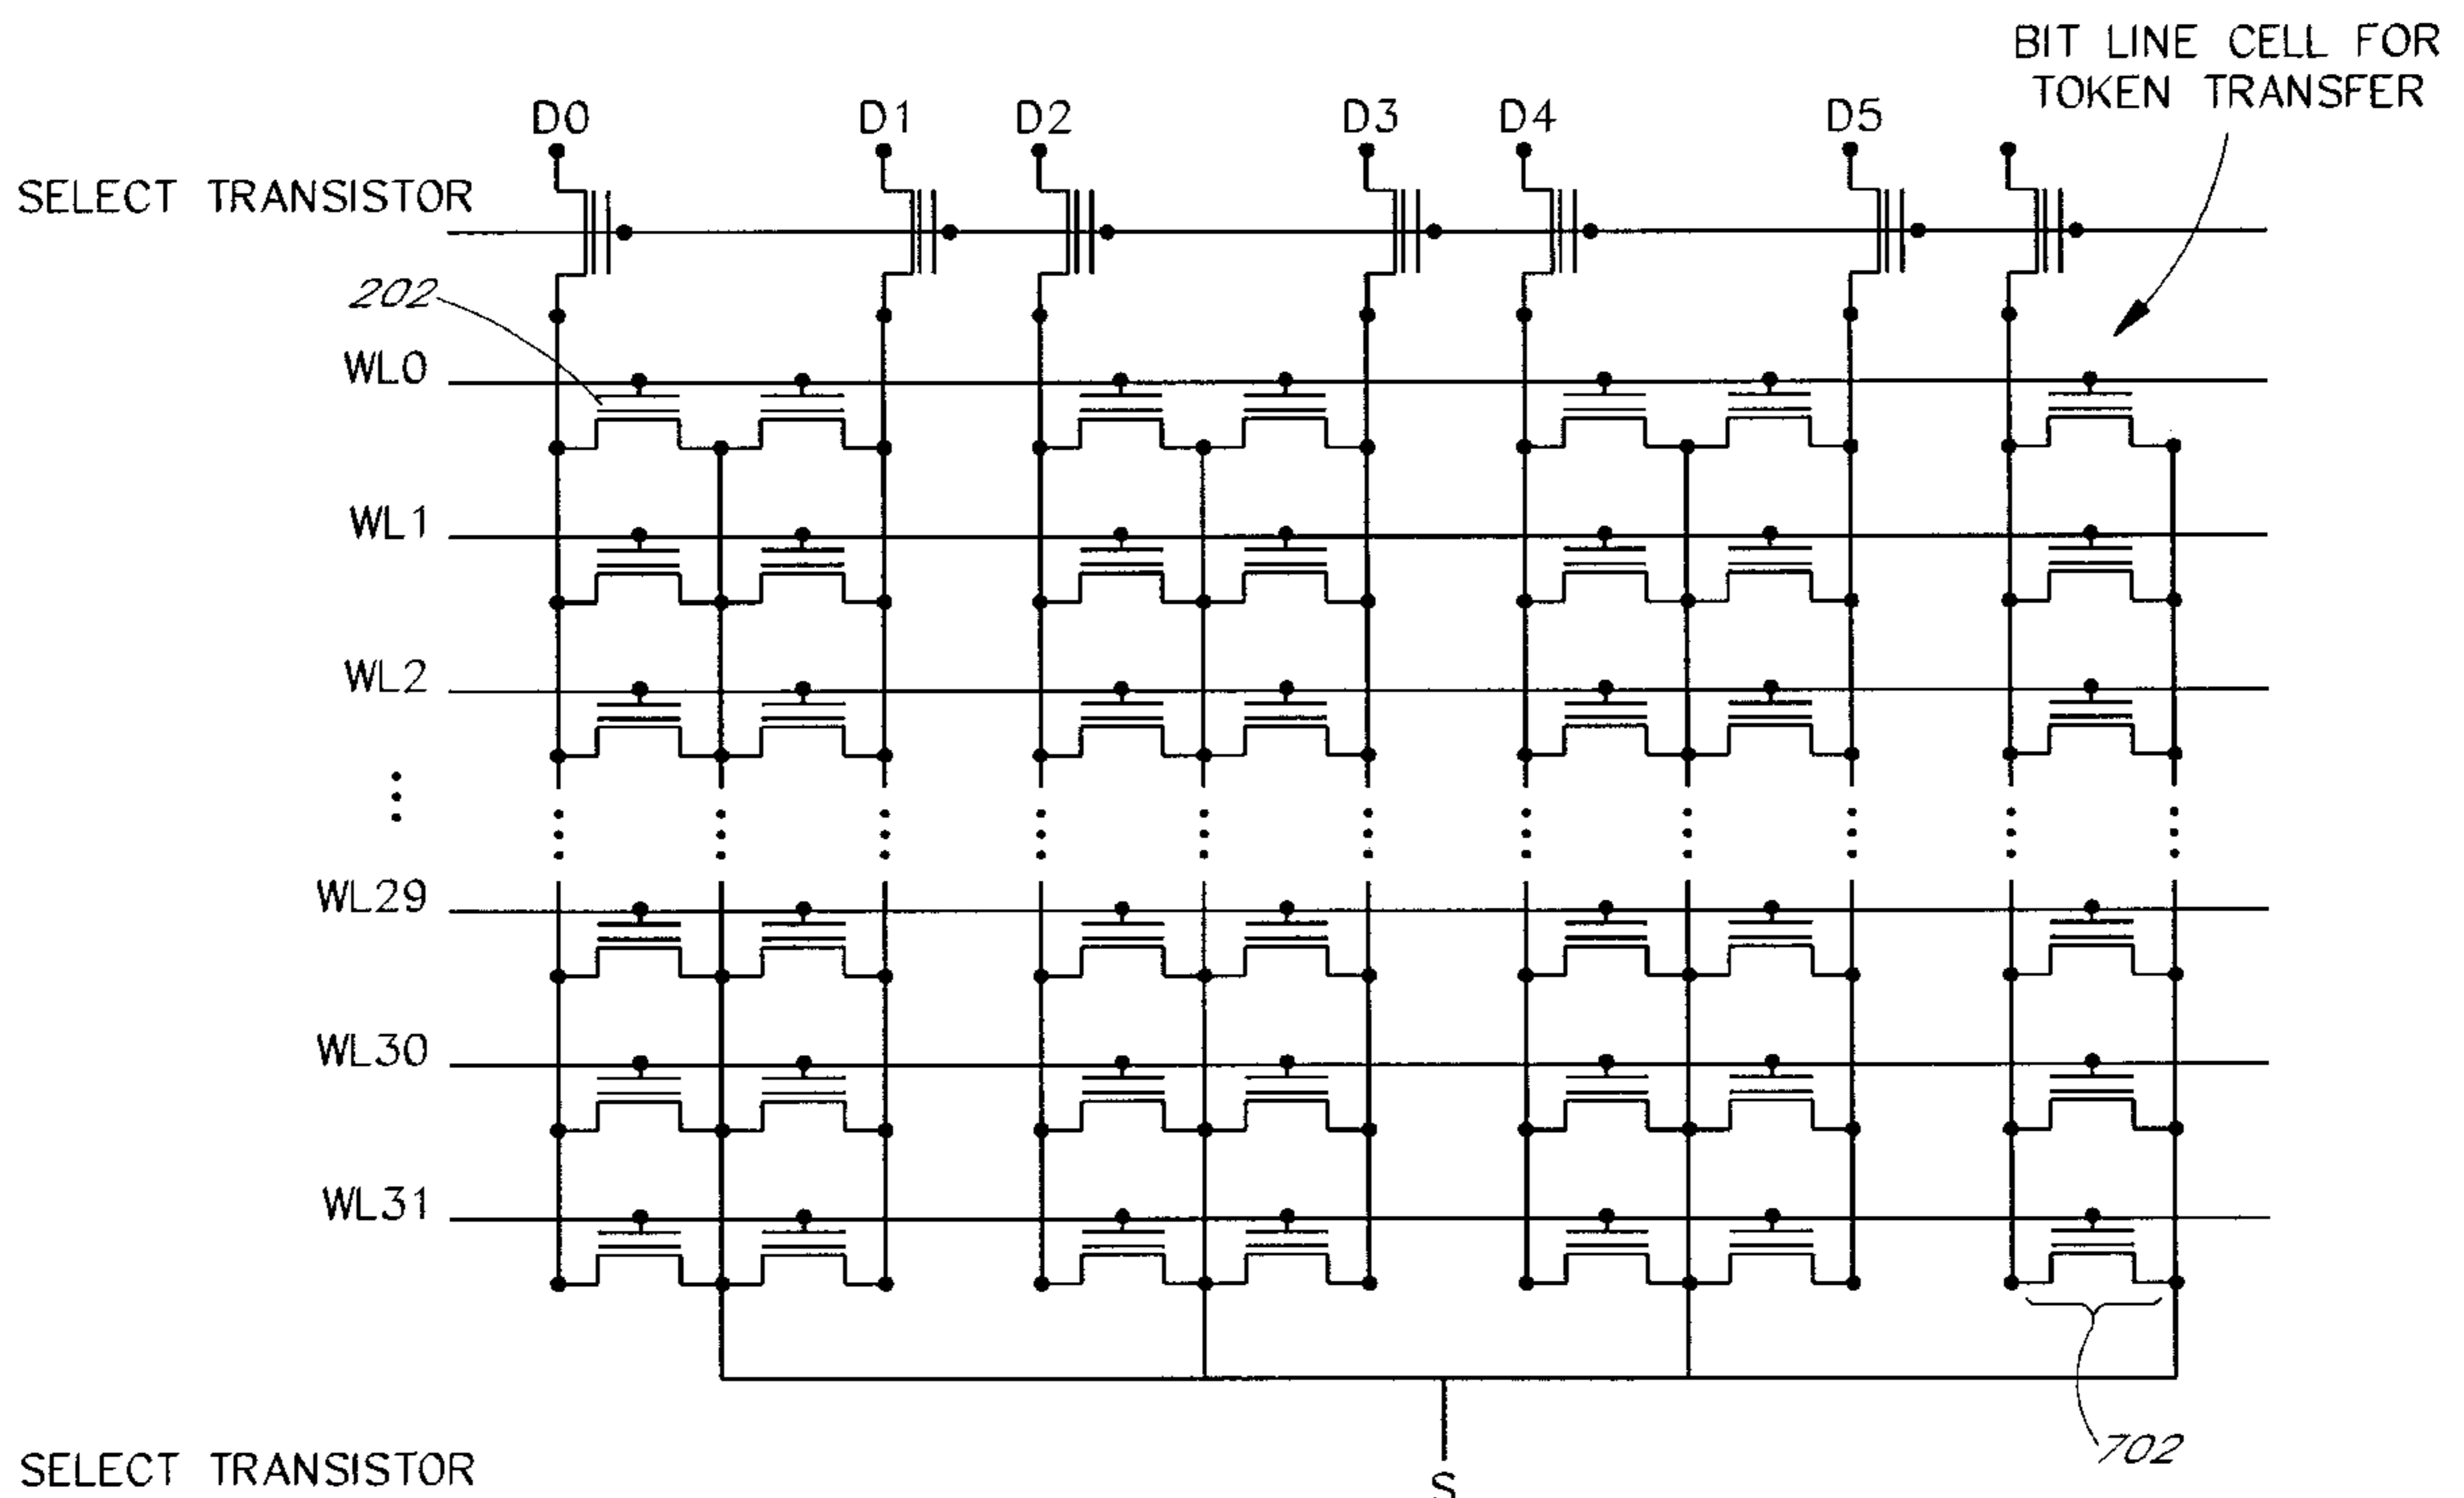 BIT LINE CELL FOR
TOKEN TRANSFER
D0 D1 D2 D3 D4 D5
SELECT TRANSISTOR
202
WL0
WL1
WL2
WL29
WL30
WL31
702
SELECT TRANSISTOR
S